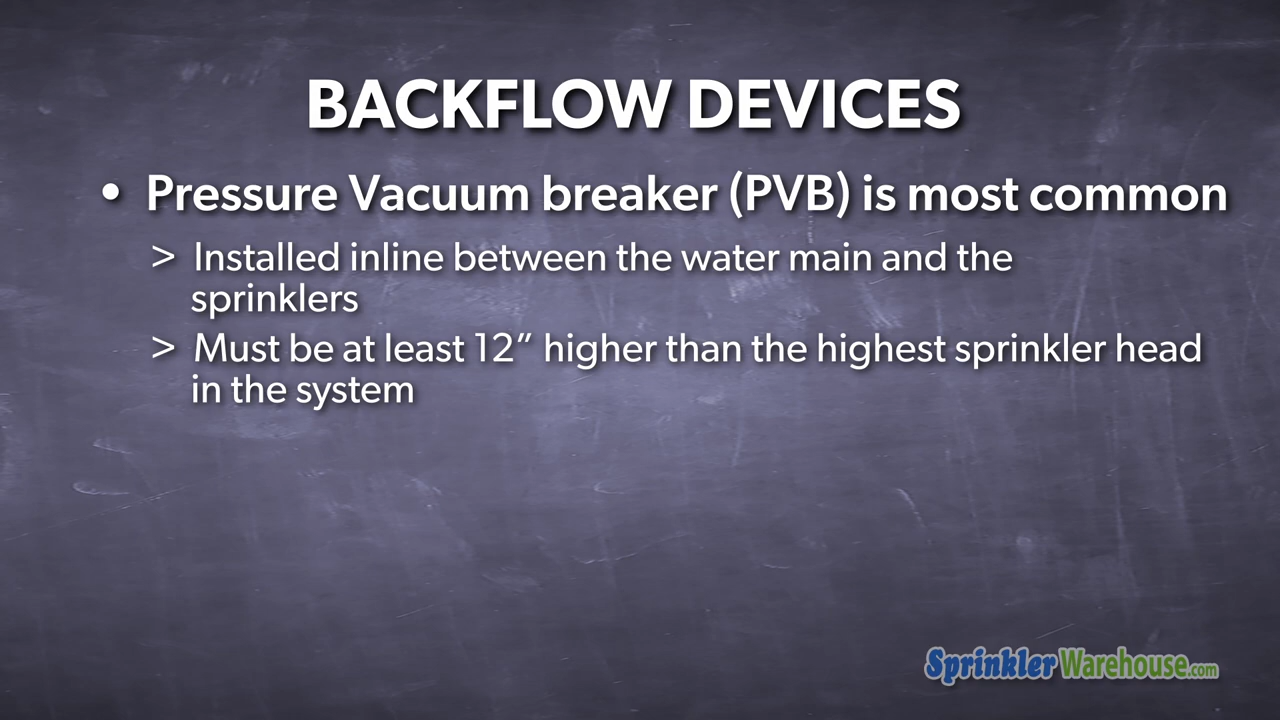 BACKFLOW DEVICES
• Pressure Vacuum breaker (PVB) is most common
> Installed inline between the water main and the
sprinklers
> Must be at least 12” higher than the highest sprinkler head
in the system
SprinklerWarehouse.com